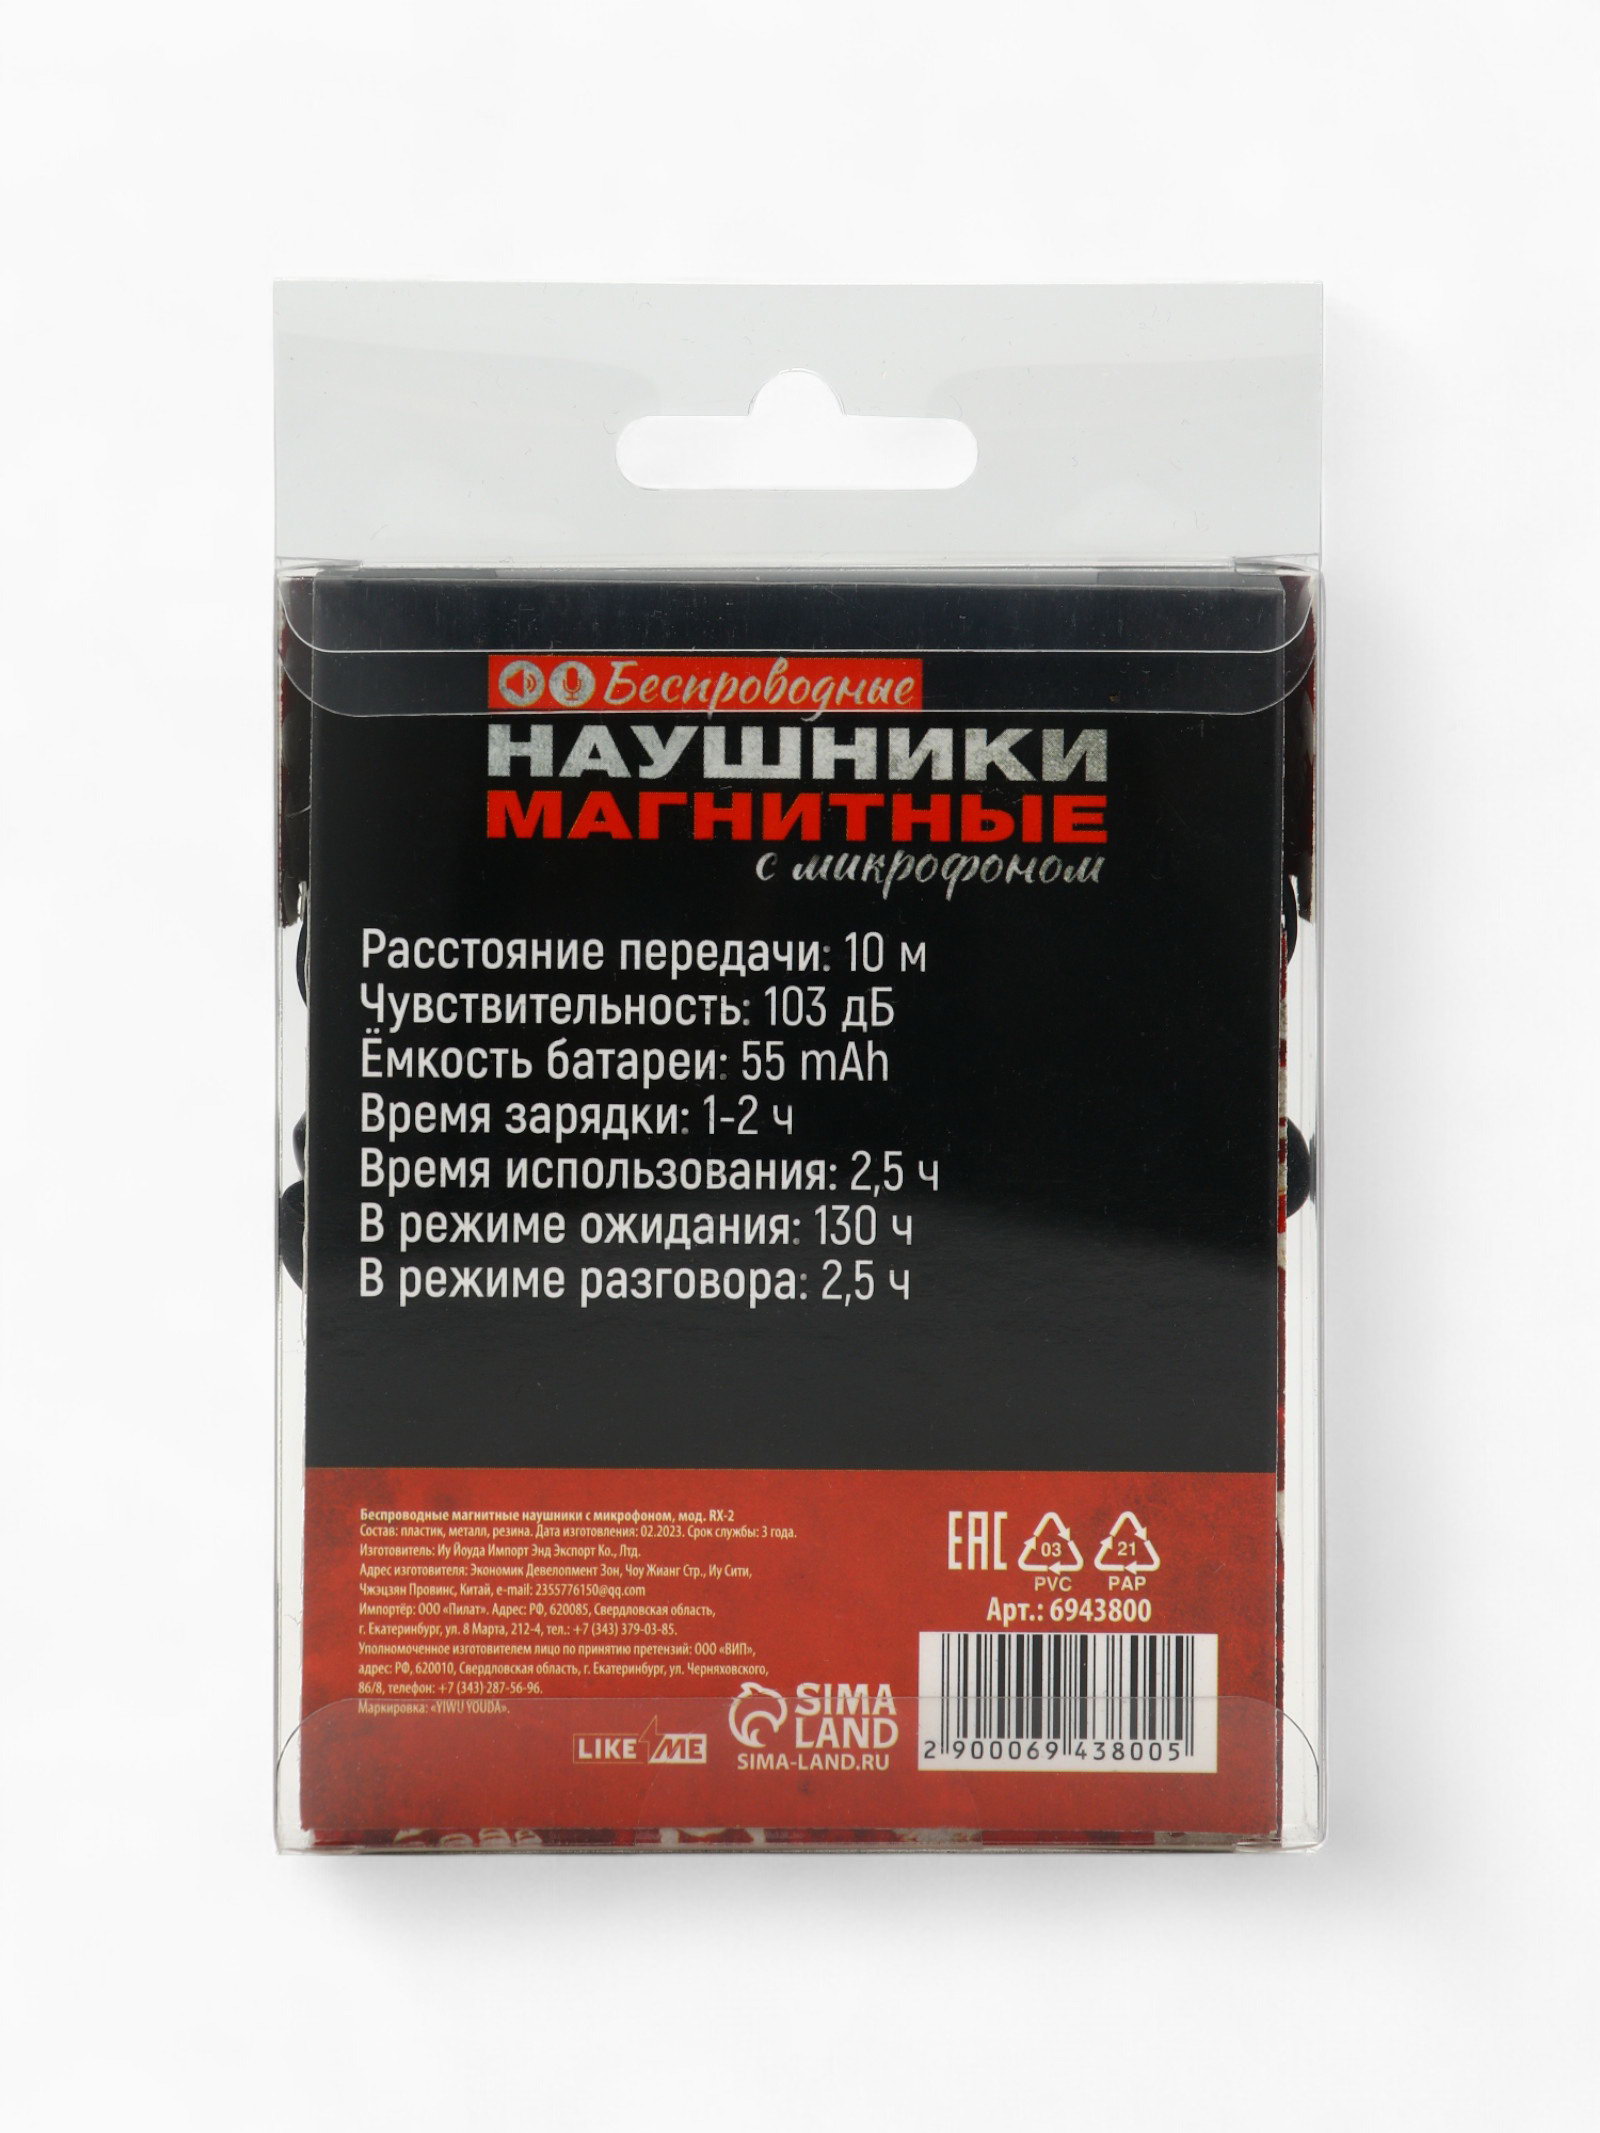 Беспроводные
НАУШНИКИ
МАГНИТНЫЕ
с микрофоном
Расстояние передачи: 10 м
Чувствительность: 103 дБ
Ёмкость батареи: 55 mAh
Время зарядки: 1-2 ч
Время использования: 2,5 ч
В режиме ожидания: 130 ч
В режиме разговора: 2,5 ч
Беспроводные магнитные наушники с микрофоном, мод. RX-2
Состав: пластик, металл, резина. Дата изготовления: 02.2023. Срок службы: 3 года.
Изготовитель: Иу Йоуда Импорт Энд Экспорт Ко., Лтд.
Адрес изготовителя: Экономик Девелопмент Зон, Чоу Жианг Стр., Иу Сити,
Чжэцзян Провинс, Китай, e-mail: 2355776150@qq.com
Импортёр: ООО «Пилат». Адрес: РФ, 620085, Свердловская область,
г. Екатеринбург, ул. 8 Марта, 212-4, тел.: +7 (343) 379-03-85.
Уполномоченное изготовителем лицо по принятию претензий: ООО «ВИП»,
адрес: РФ, 620010, Свердловская область, г. Екатеринбург, ул. Черняховского,
86/8, телефон: +7 (343) 287-56-96.
Маркировка: «YIWU YOUDA».
LIKE ME
SIMA
LAND
SIMA-LAND.RU
EAC
03
PVC
21
PAP
Арт.: 6943800
2 900069 438005